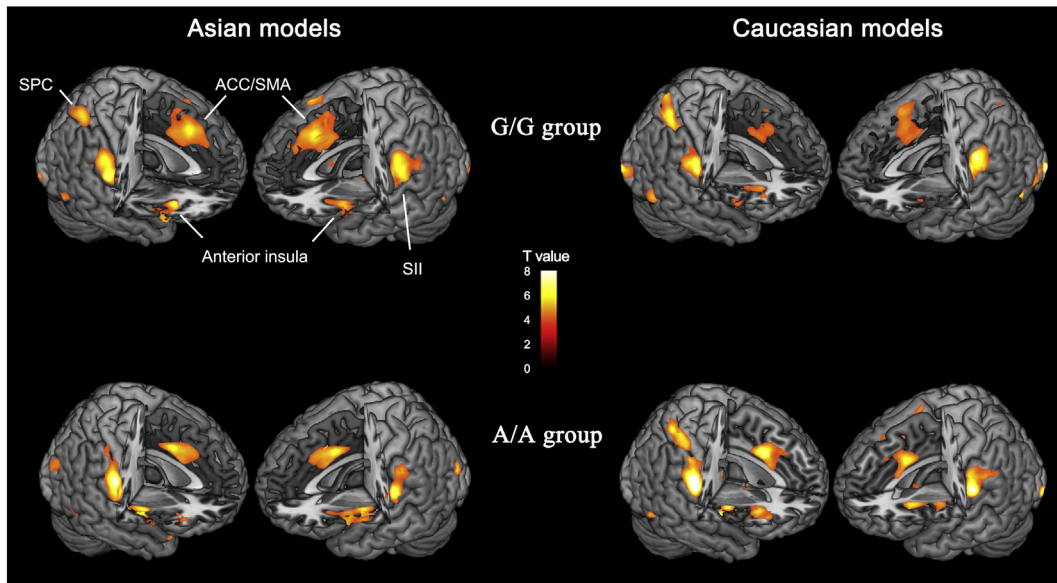 Asian models
Caucasian models
SPC
ACC/SMA
G/G group
Anterior insula
SII
T value
8
6
4
2
0
A/A group